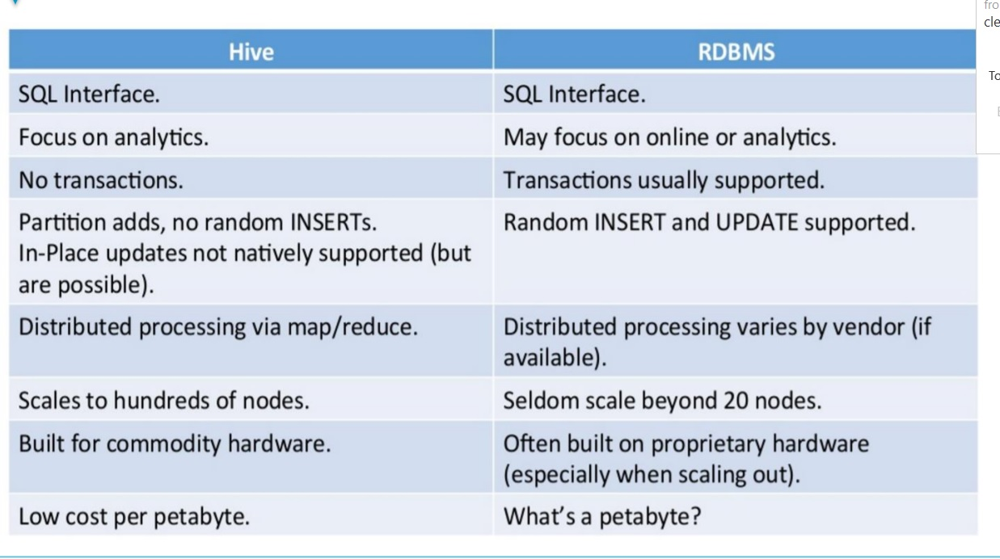 Hive
RDBMS
SQL Interface.
SQL Interface.
Focus on analytics.
May focus on online or analytics.
No transactions.
Transactions usually supported.
Partition adds, no random INSERTs.
In-Place updates not natively supported (but
are possible).
Random INSERT and UPDATE supported.
Distributed processing via map/reduce.
Distributed processing varies by vendor (if
available).
Scales to hundreds of nodes.
Seldom scale beyond 20 nodes.
Built for commodity hardware.
Often built on proprietary hardware
(especially when scaling out).
Low cost per petabyte.
What's a petabyte?
fro
cle
To